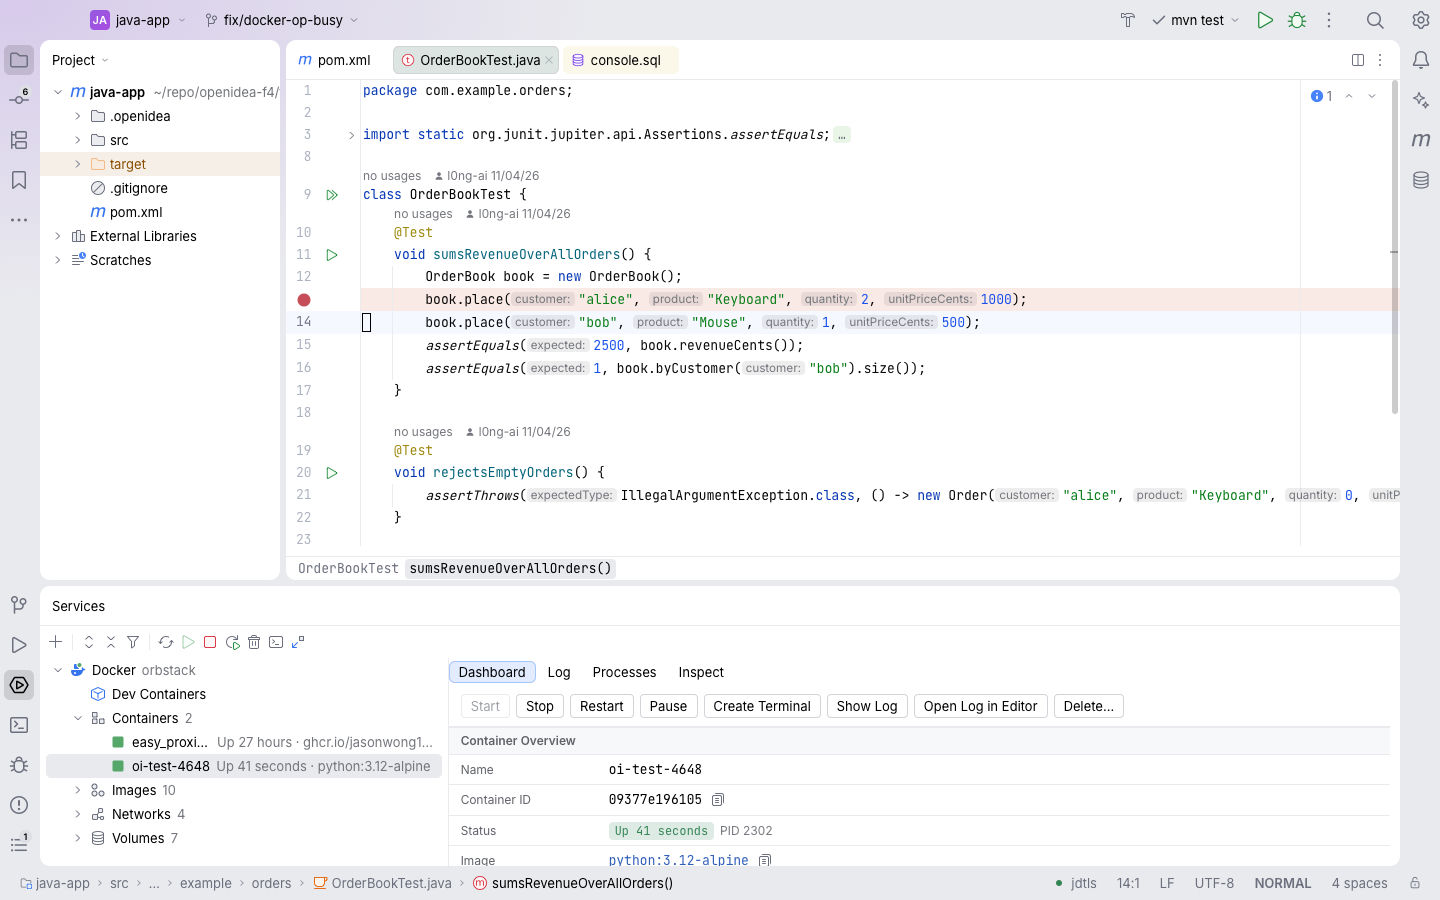 JA java-app fix/docker-op-busy mvn test
Project
6
java-app ~/repo/openidea-f4/
.openidea
src
target
.gitignore
pom.xml
External Libraries
Scratches
pom.xml OrderBookTest.java console.sql
1 package com.example.orders; 1
2
3 import static org.junit.jupiter.api.Assertions.assertEquals;…
8
no usages l0ng-ai 11/04/26
9 class OrderBookTest {
no usages l0ng-ai 11/04/26
10 @Test
11 void sumsRevenueOverAllOrders() {
12 OrderBook book = new OrderBook();
book.place( customer: "alice", product: "Keyboard", quantity: 2, unitPriceCents: 1000);
14 book.place( customer: "bob", product: "Mouse", quantity: 1, unitPriceCents: 500);
15 assertEquals( expected: 2500, book.revenueCents());
16 assertEquals( expected: 1, book.byCustomer( customer: "bob").size());
17 }
18
no usages l0ng-ai 11/04/26
19 @Test
20 void rejectsEmptyOrders() {
21 assertThrows( expectedType: IllegalArgumentException.class, () -> new Order( customer: "alice", product: "Keyboard", quantity: 0, unitP
22 }
23
OrderBookTest sumsRevenueOverAllOrders()
Services
Docker orbstack
Dev Containers
Containers 2
easy_proxi... Up 27 hours · ghcr.io/jasonwong1...
oi-test-4648 Up 41 seconds · python:3.12-alpine
Images 10
Networks 4
Volumes 7
1
Dashboard Log Processes Inspect
Start Stop Restart Pause Create Terminal Show Log Open Log in Editor Delete...
Container Overview
Name oi-test-4648
Container ID 09377e196105
Status Up 41 seconds PID 2302
Image python:3.12-alpine
java-app › src › ... › example › orders › OrderBookTest.java › sumsRevenueOverAllOrders() jdtls 14:1 LF UTF-8 NORMAL 4 spaces